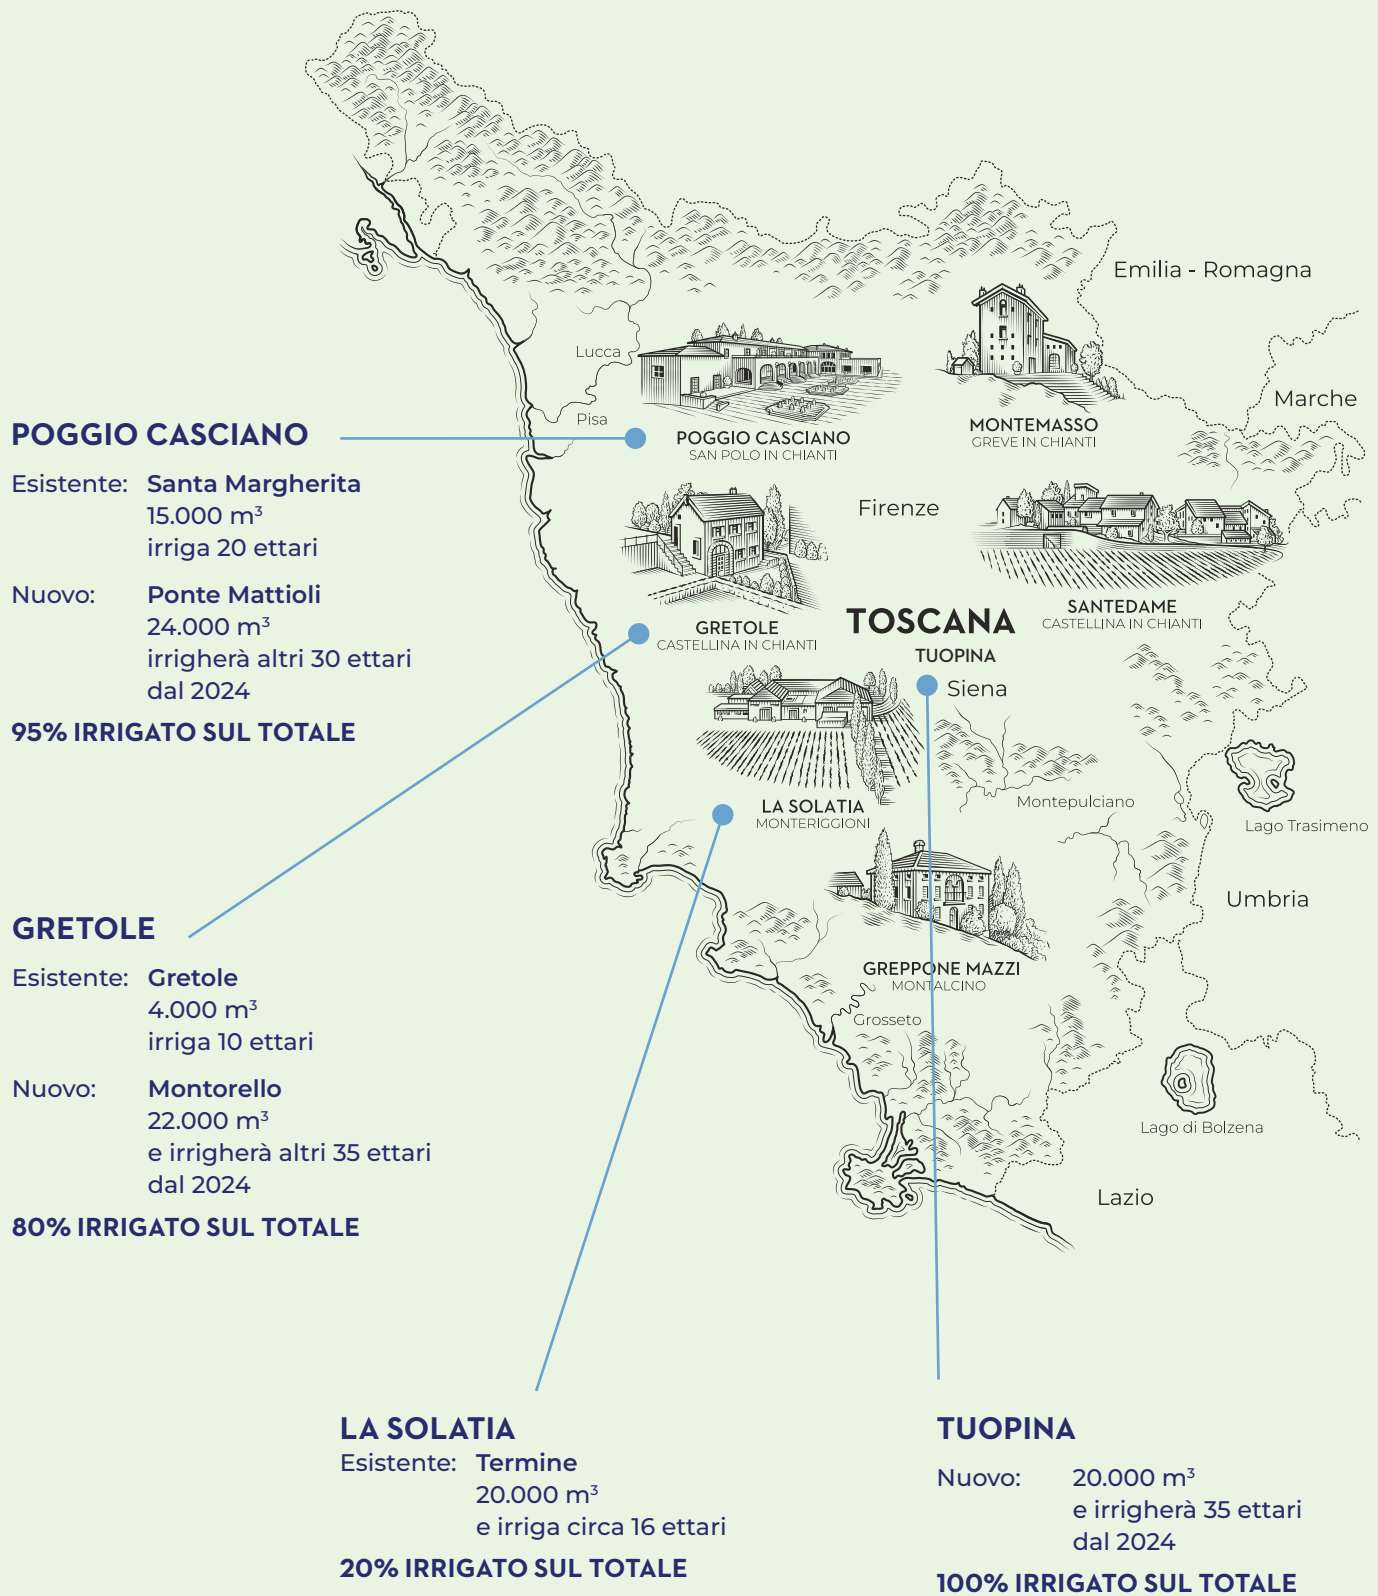 Emilia - Romagna
Marche
Lucca
Pisa
POGGIO CASCIANO
SAN POLO IN CHIANTI
MONTEMASSO
GREVE IN CHIANTI
Firenze
GRETOLE
CASTELLINA IN CHIANTI
TOSCANA
SANTEDAME
CASTELLINA IN CHIANTI
TUOPINA
Siena
LA SOLATIA
MONTERIGGIONI
Montepulciano
Lago Trasimeno
Umbria
GREPPONE MAZZI
MONTALCINO
Grosseto
Lago di Bolzena
Lazio
POGGIO CASCIANO
Esistente: Santa Margherita
15.000 m³
irriga 20 ettari
Nuovo: Ponte Mattioli
24.000 m³
irrigherà altri 30 ettari
dal 2024
95% IRRIGATO SUL TOTALE
GRETOLE
Esistente: Gretole
4.000 m³
irriga 10 ettari
Nuovo: Montorello
22.000 m³
e irrigherà altri 35 ettari
dal 2024
80% IRRIGATO SUL TOTALE
LA SOLATIA
Esistente: Termine
20.000 m³
e irriga circa 16 ettari
20% IRRIGATO SUL TOTALE
TUOPINA
Nuovo: 20.000 m³
e irrigherà 35 ettari
dal 2024
100% IRRIGATO SUL TOTALE